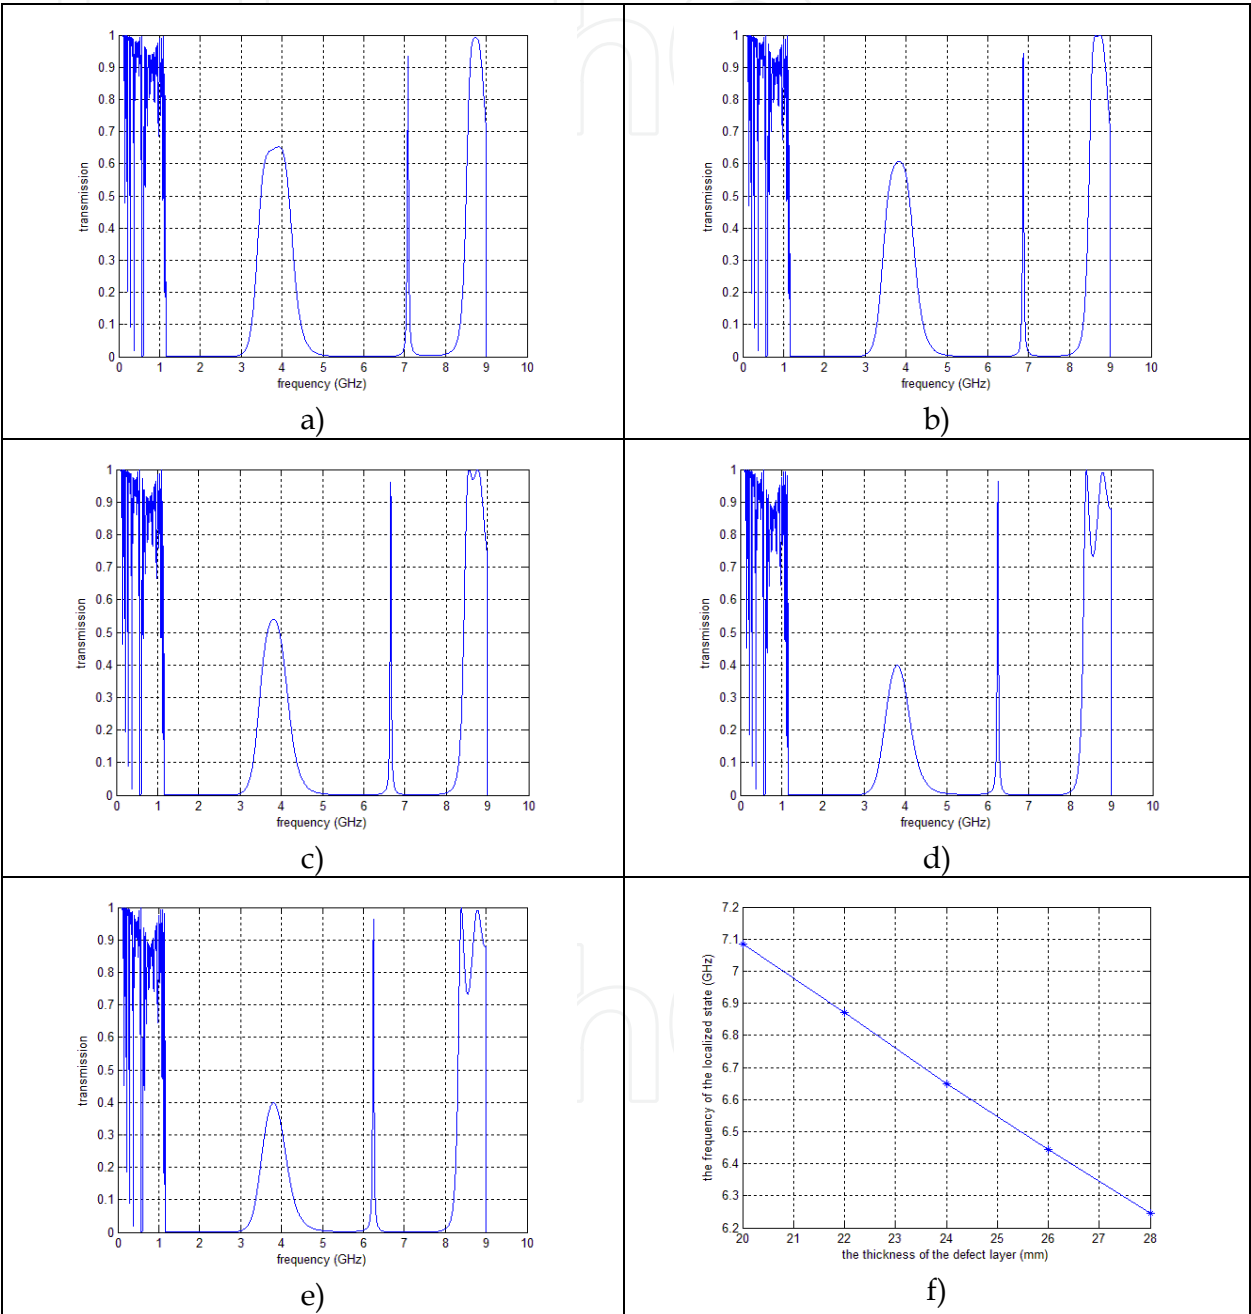 1
0.9
0.8
0.7
0.6
0.5
0.4
0.3
0.2
0.1
0
transmission
0 1 2 3 4 5 6 7 8 9 10
frequency (GHz)
a)
1
0.9
0.8
0.7
0.6
0.5
0.4
0.3
0.2
0.1
0
transmission
0 1 2 3 4 5 6 7 8 9 10
frequency (GHz)
b)
1
0.9
0.8
0.7
0.6
0.5
0.4
0.3
0.2
0.1
0
transmission
0 1 2 3 4 5 6 7 8 9 10
frequency (GHz)
c)
1
0.9
0.8
0.7
0.6
0.5
0.4
0.3
0.2
0.1
0
transmission
0 1 2 3 4 5 6 7 8 9 10
frequency (GHz)
d)
1
0.9
0.8
0.7
0.6
0.5
0.4
0.3
0.2
0.1
0
transmission
0 1 2 3 4 5 6 7 8 9 10
frequency (GHz)
e)
7.2
7.1
7
6.9
6.8
6.7
6.6
6.5
6.4
6.3
6.2
the frequency of the localized state (GHz)
20 21 22 23 24 25 26 27 28
the thickness of the defect layer (mm)
f)